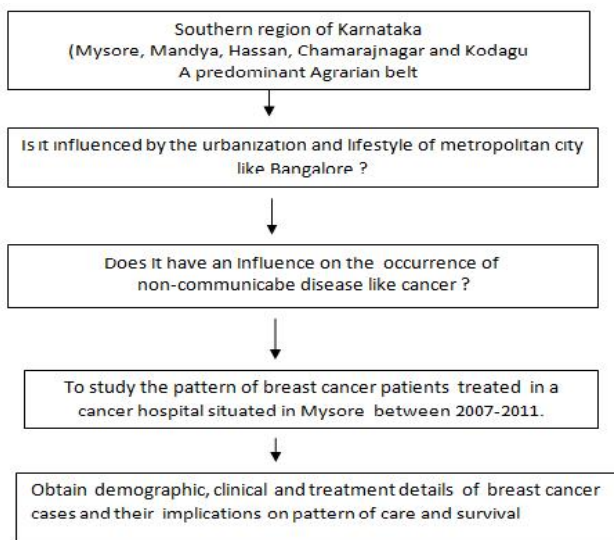 Southern region of Karnataka
(Mysore, Mandya, Hassan, Chamarajnagar and Kodagu
A predominant Agrarian belt
Is it influenced by the urbanization and lifestyle of metropolitan city
like Bangalore ?
Does It have an Influence on the occurrence of
non-communicabe disease like cancer ?
To study the pattern of breast cancer patients treated in a
cancer hospital situated in Mysore between 2007-2011.
Obtain demographic, clinical and treatment details of breast cancer
cases and their implications on pattern of care and survival